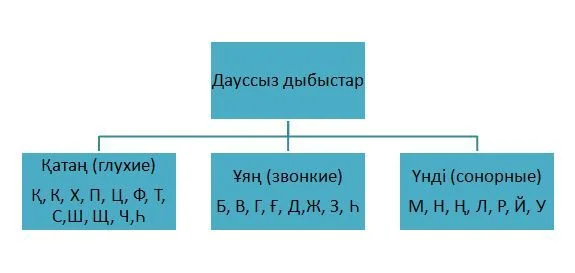 Дауссыз дыбыстар
Қатаң (глухие)
Қ, К, Х, П, Ц, Ф, Т,
С,Ш, Щ, Ч,Һ
Ұяң (звонкие)
Б, В, Г, Ғ, Д,Ж, З, Һ
Үнді (сонорные)
М, Н, Ң, Л, Р, Й, У